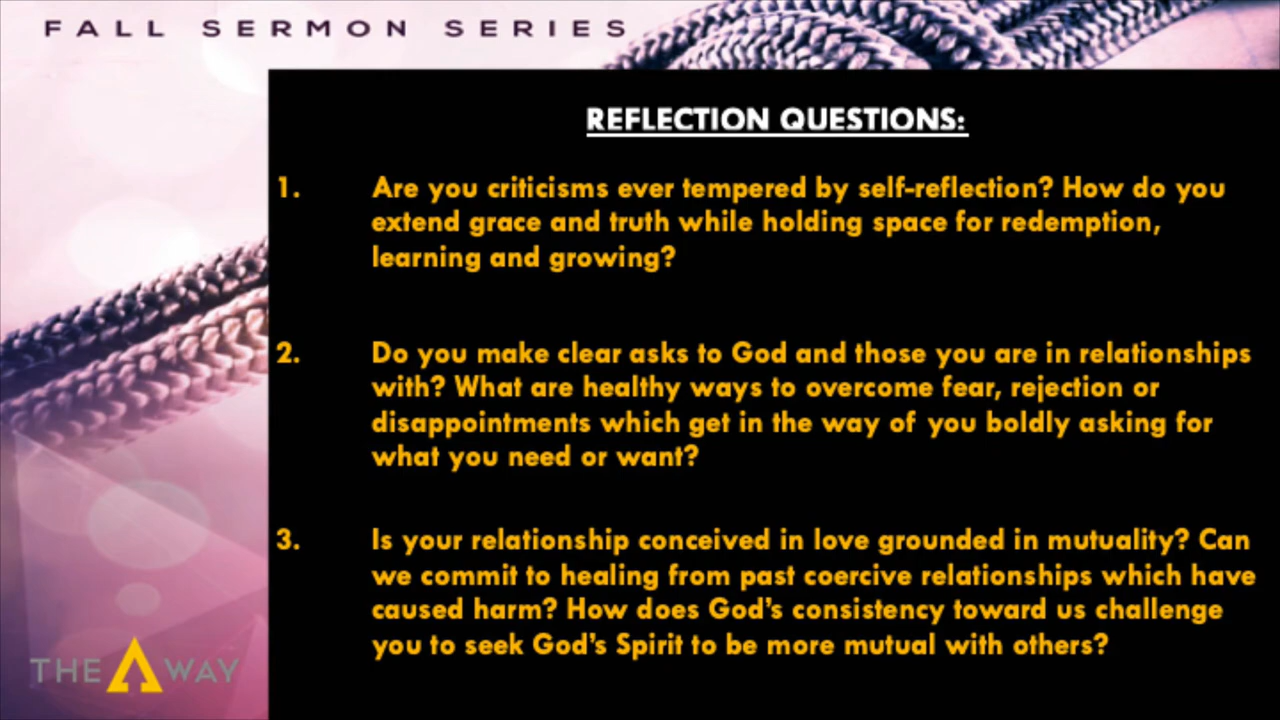 FALL SERMON SERIES
REFLECTION QUESTIONS:
1. Are you criticisms ever tempered by self-reflection? How do you
extend grace and truth while holding space for redemption,
learning and growing?
2. Do you make clear asks to God and those you are in relationships
with? What are healthy ways to overcome fear, rejection or
disappointments which get in the way of you boldly asking for
what you need or want?
3. Is your relationship conceived in love grounded in mutuality? Can
we commit to healing from past coercive relationships which have
caused harm? How does God's consistency toward us challenge
you to seek God's Spirit to be more mutual with others?
THE WAY